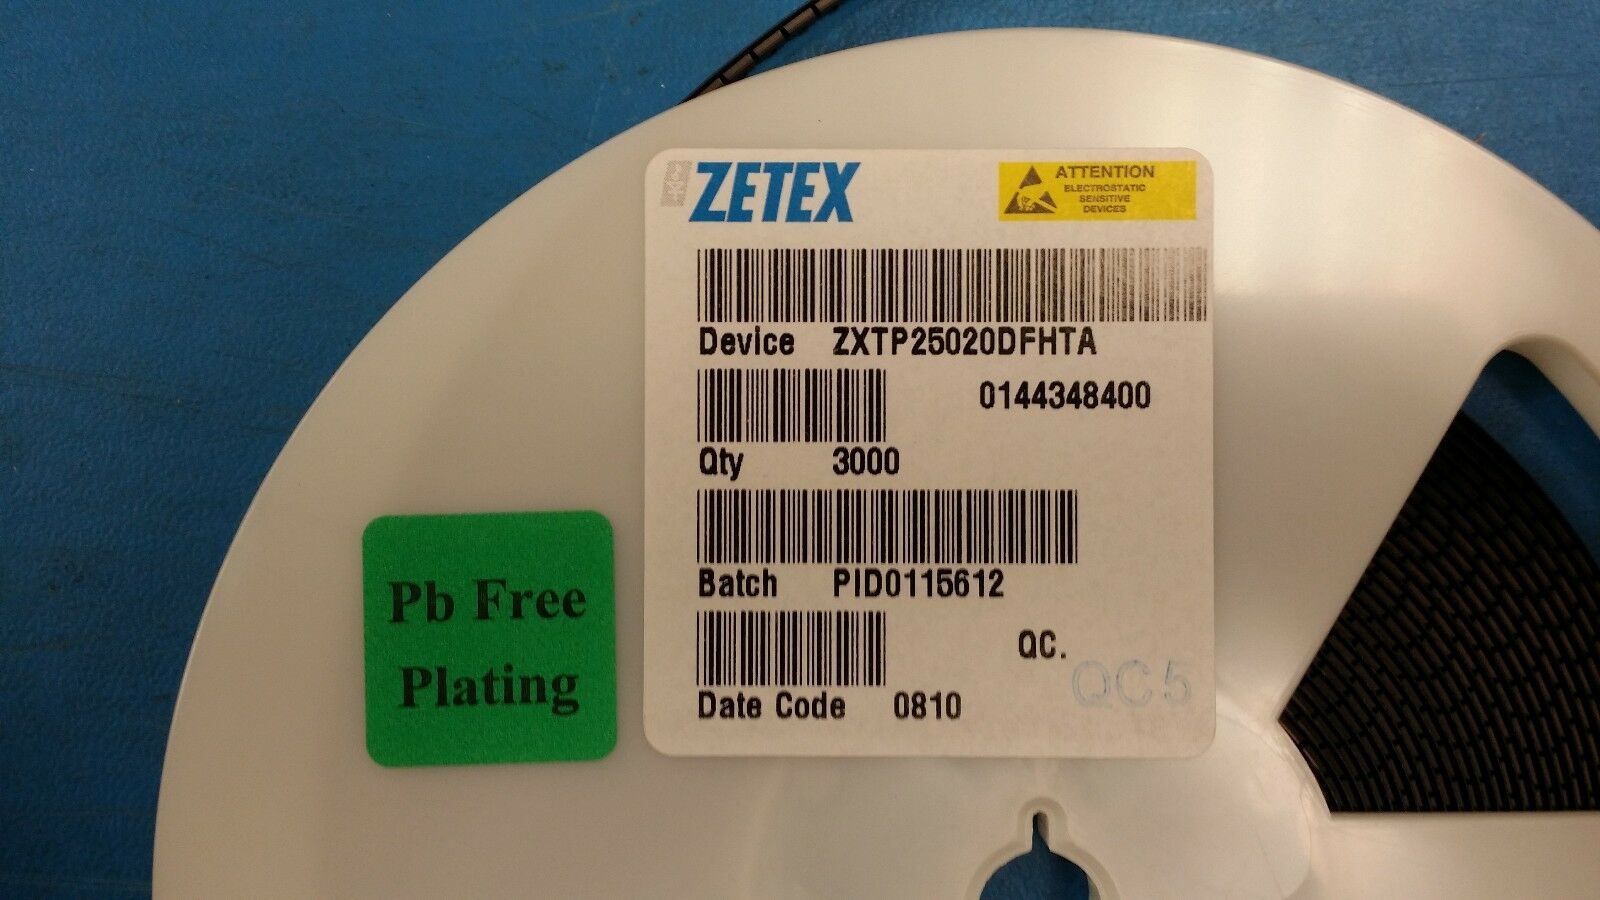 ZETEX
ATTENTION
ELECTROSTATIC
SENSITIVE
DEVICES
Device ZXTP25020DFHTA
0144348400
Qty 3000
Batch PID0115612
QC.
QC5
Date Code 0810
Pb Free
Plating